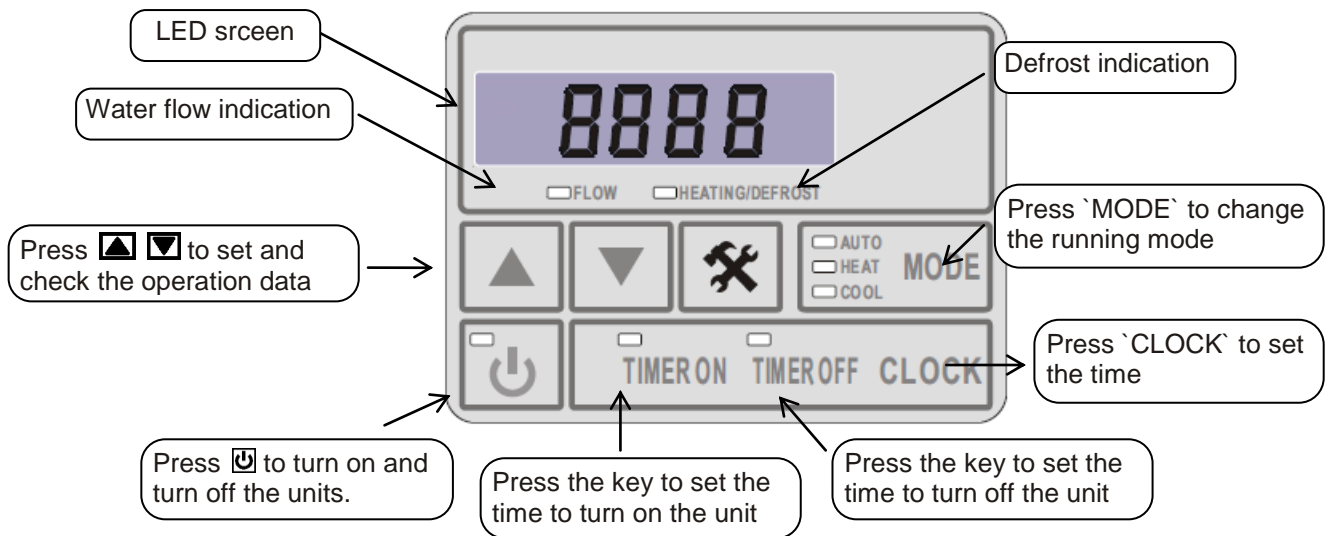 LED srceen
Water flow indication
Defrost indication
8888
FLOW
HEATING/DEFROST
Press ▲ ▼ to set and
check the operation data
AUTO
HEAT
COOL
MODE
Press `MODE` to change
the running mode
TIMER ON
TIMER OFF
CLOCK
Press `CLOCK` to set
the time
Press ⏻ to turn on and
turn off the units.
Press the key to set the
time to turn on the unit
Press the key to set the
time to turn off the unit